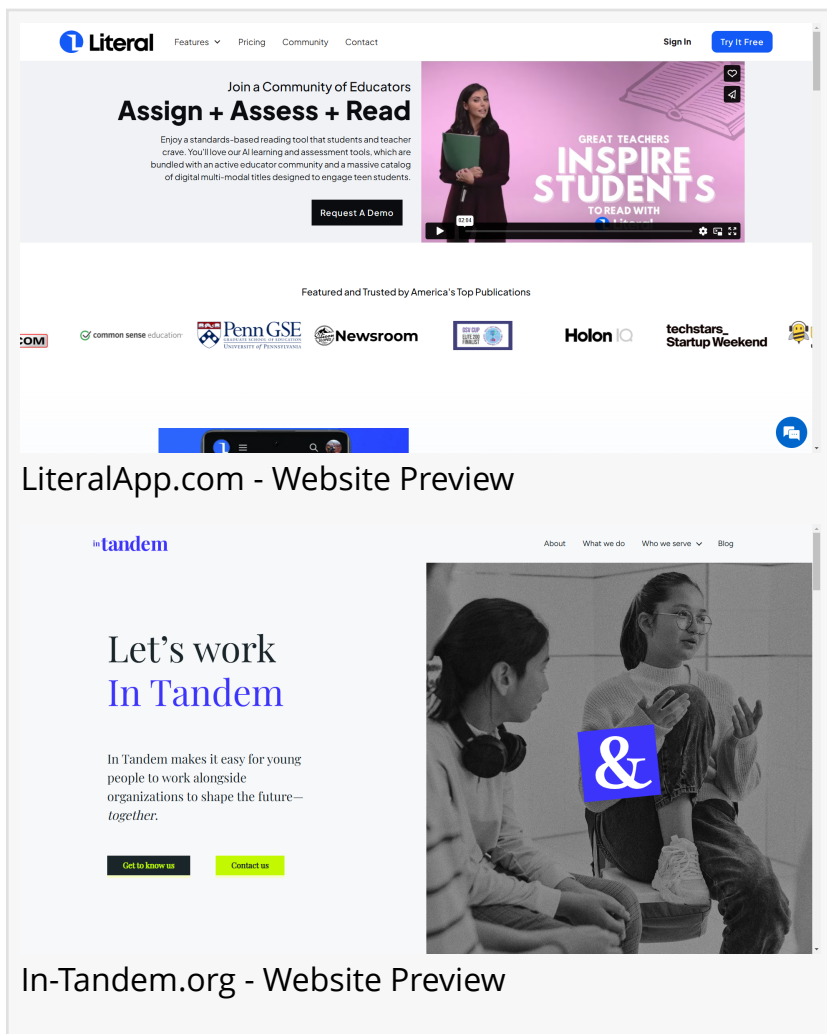 Literal
Features Pricing Community Contact Sign In Try It Free
Join a Community of Educators
Assign + Assess + Read
Enjoy a standards-based reading tool that students and teacher
crave. You'll love our AI learning and assessment tools, which are
bundled with an active educator community and a massive catalog
of digital multi-modal titles designed to engage teen students.
Request A Demo
GREAT TEACHERS
INSPIRE
STUDENTS
TO READ WITH
Literal
02:04
Featured and Trusted by America's Top Publications
COM
common sense education
Penn GSE
GRADUATE SCHOOL OF EDUCATION
UNIVERSITY of PENNSYLVANIA
Newsroom
GSV CUP
ELITE 200
FINALIST
Holon IQ
techstars_
Startup Weekend
LiteralApp.com - Website Preview
in tandem
About What we do Who we serve Blog
Let's work
In Tandem
In Tandem makes it easy for young
people to work alongside
organizations to shape the future—
together.
Get to know us Contact us
&
In-Tandem.org - Website Preview